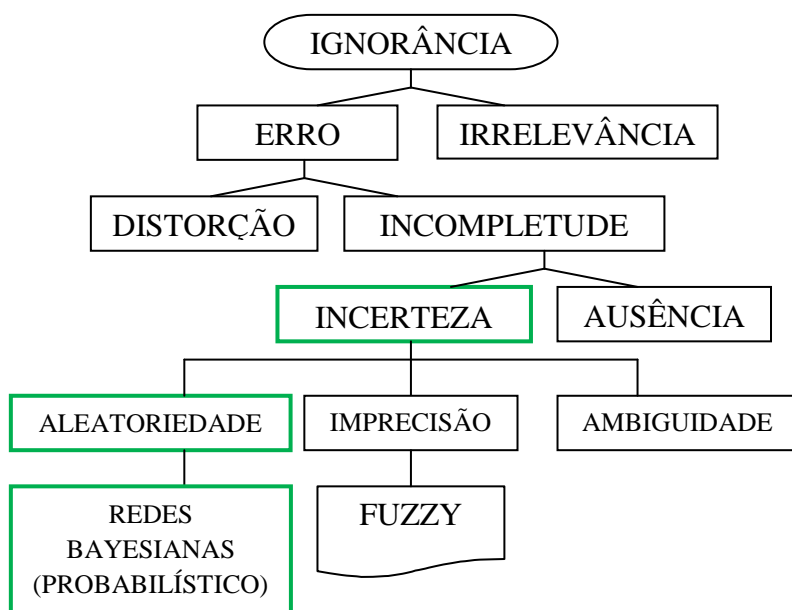 IGNORÂNCIA
ERRO
IRRELEVÂNCIA
DISTORÇÃO
INCOMPLETUDE
INCERTEZA
AUSÊNCIA
ALEATORIEDADE
IMPRECISÃO
AMBIGUIDADE
REDES
BAYESIANAS
(PROBABILÍSTICO)
FUZZY